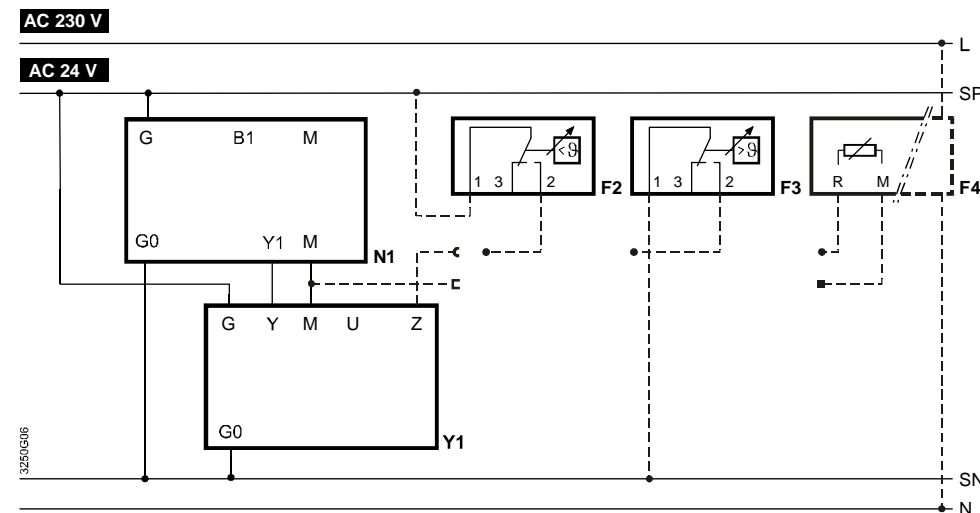 AC 230 V
L
AC 24 V
SP
G B1 M
G0 Y1 M
N1
<ϑ
1 3 2
F2
>ϑ
1 3 2
F3
R M
F4
G Y M U Z
G0
Y1
3250G06
SN
N